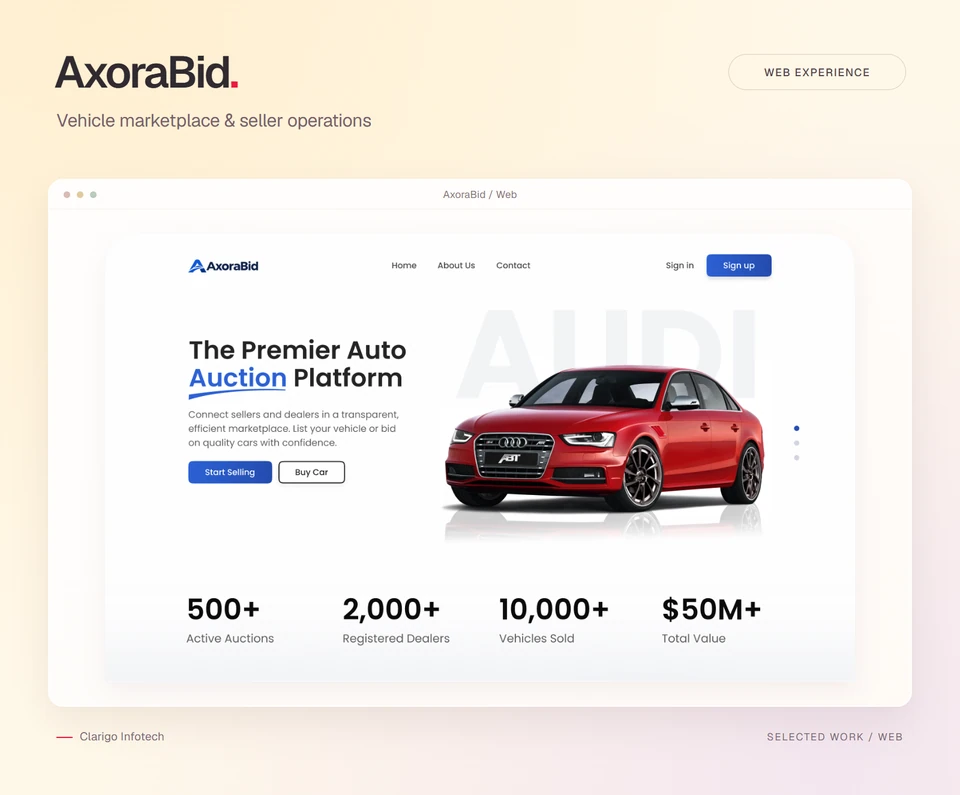 AxoraBid.
WEB EXPERIENCE
Vehicle marketplace & seller operations
AxoraBid / Web
AxoraBid
Home
About Us
Contact
Sign in
Sign up
AUDI
The Premier Auto
Auction Platform
Connect sellers and dealers in a transparent,
efficient marketplace. List your vehicle or bid
on quality cars with confidence.
Start Selling
Buy Car
ABT
500+
Active Auctions
2,000+
Registered Dealers
10,000+
Vehicles Sold
$50M+
Total Value
Clarigo Infotech
SELECTED WORK / WEB